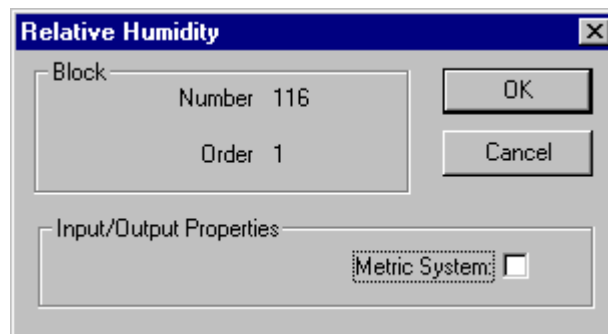 Relative Humidity
Block
Number 116
Order 1
OK
Cancel
Input/Output Properties
Metric System: